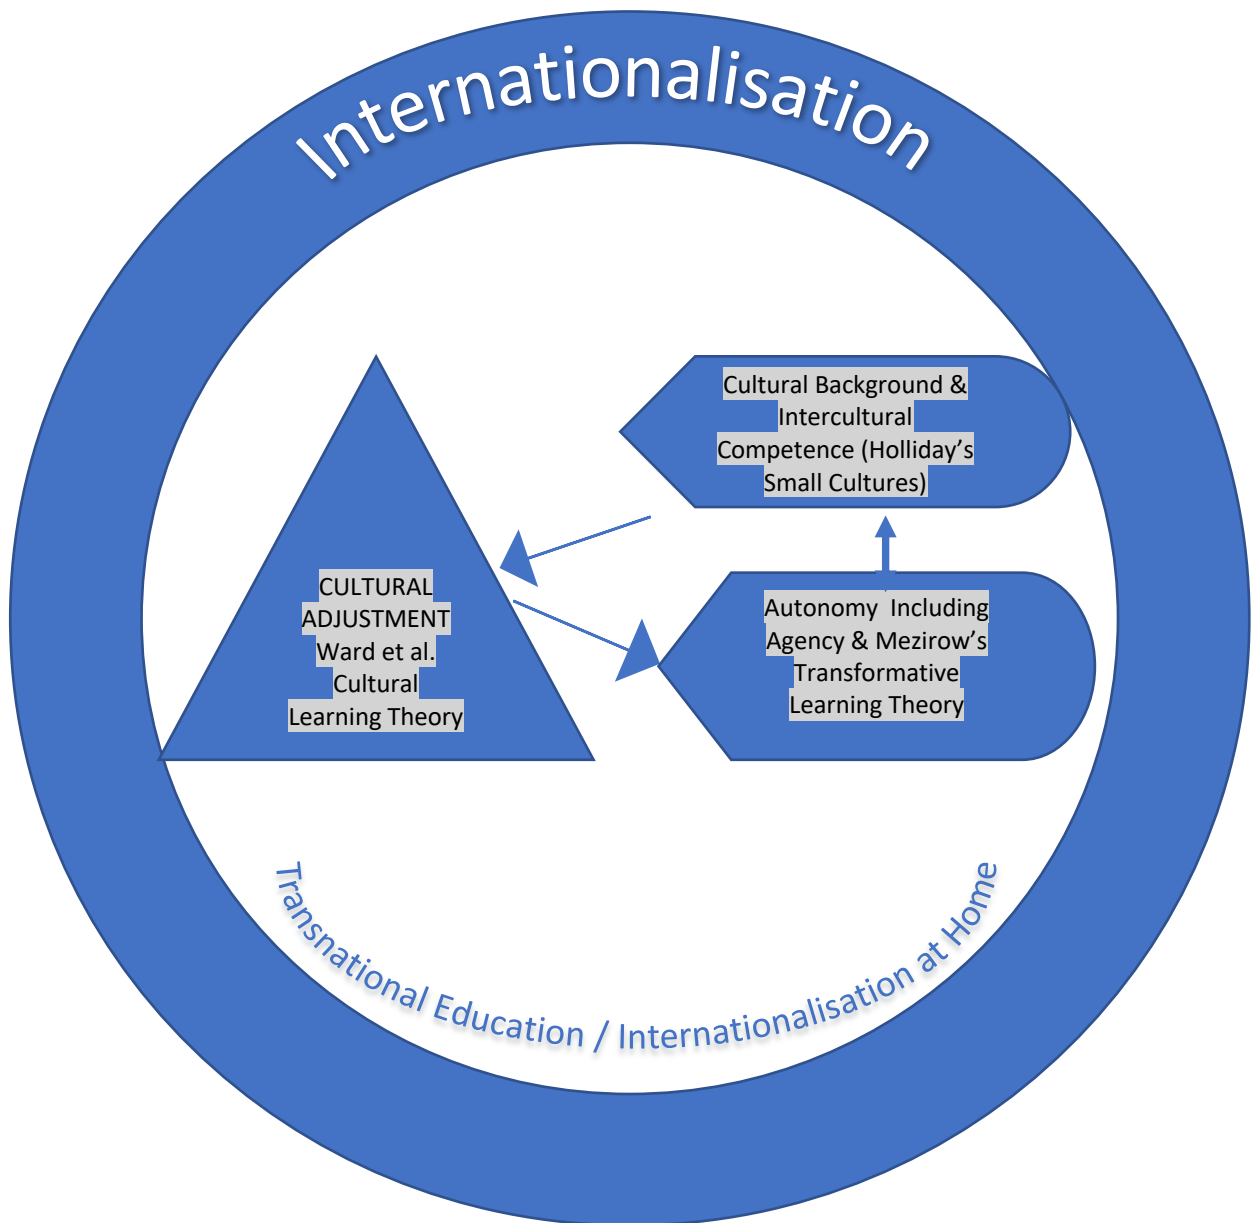 Internationalisation
Cultural Background &
Intercultural
Competence (Holliday’s
Small Cultures)
CULTURAL
ADJUSTMENT
Ward et al.
Cultural
Learning Theory
Autonomy  Including
Agency & Mezirow’s
Transformative
Learning Theory
Transnational Education / Internationalisation at Home